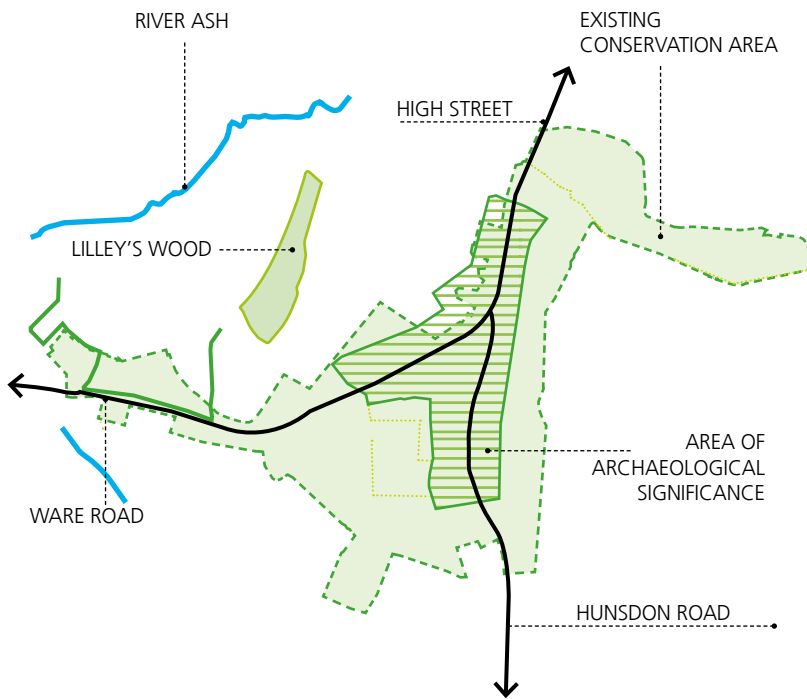 RIVER ASH
EXISTING
CONSERVATION AREA
HIGH STREET
LILLEY'S WOOD
AREA OF
ARCHAEOLOGICAL
SIGNIFICANCE
WARE ROAD
HUNSDON ROAD